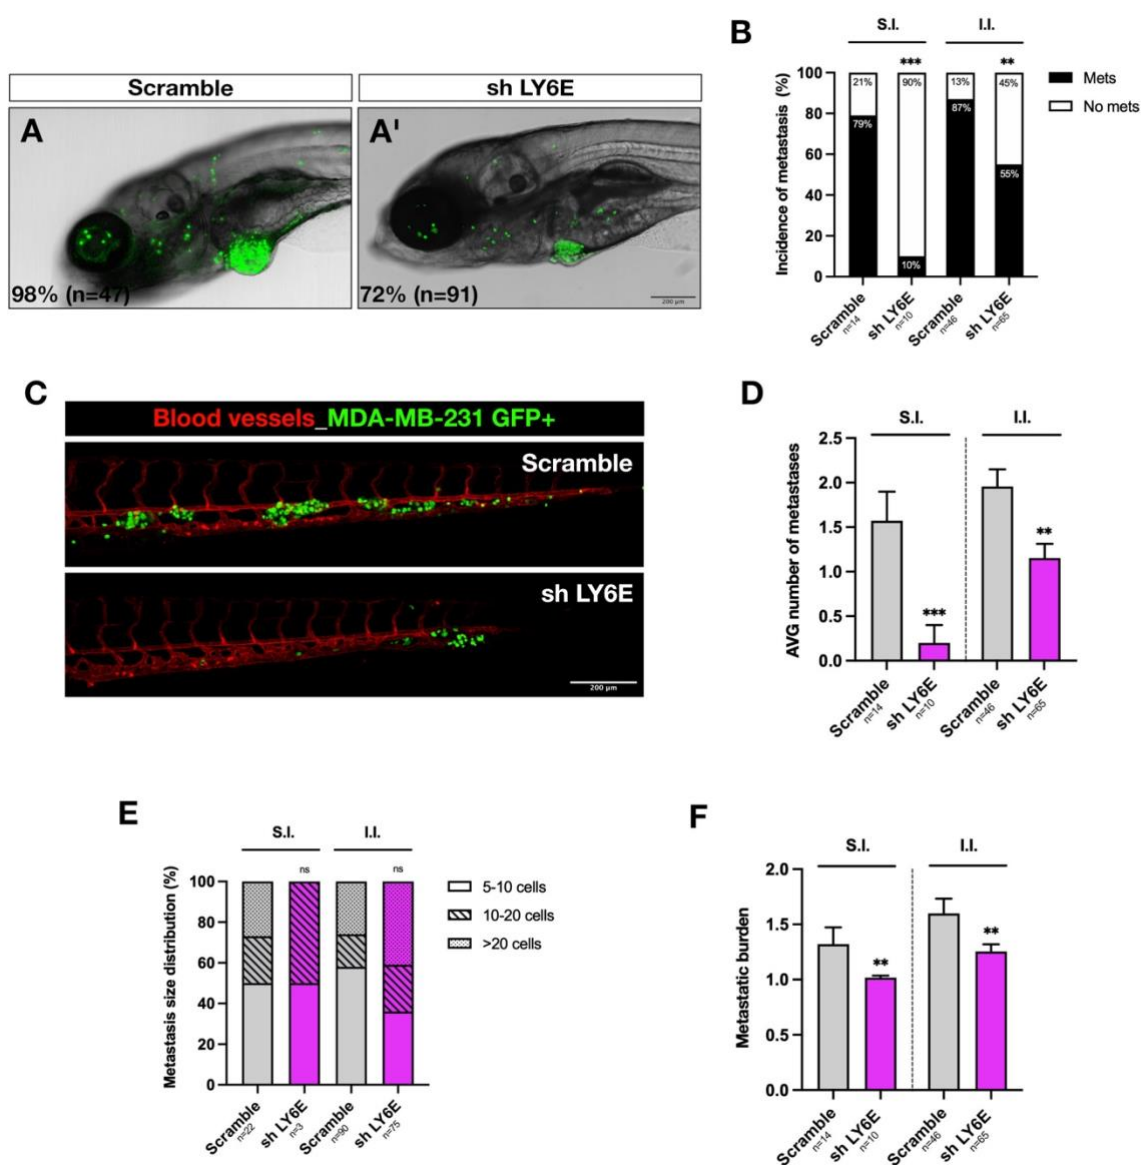 Scramble
sh LY6E
A
A'
98% (n=47)
72% (n=91)
200 µm
B
S.I.
I.I.
***
**
Incidence of metastasis (%)
100
80
60
40
20
0
21%
79%
90%
10%
13%
87%
45%
55%
Scramble
n=14
sh LY6E
n=10
Scramble
n=46
sh LY6E
n=65
Mets
No mets
C
Blood vessels_MDA-MB-231 GFP+
Scramble
sh LY6E
200 µm
D
S.I.
I.I.
AVG number of metastases
2.5
2.0
1.5
1.0
0.5
0.0
***
**
Scramble
n=14
sh LY6E
n=10
Scramble
n=46
sh LY6E
n=65
E
S.I.
I.I.
ns
ns
Metastasis size distribution (%)
100
80
60
40
20
0
Scramble
n=22
sh LY6E
n=3
Scramble
n=90
sh LY6E
n=75
5-10 cells
10-20 cells
>20 cells
F
S.I.
I.I.
Metastatic burden
2.0
1.5
1.0
0.5
0.0
**
**
Scramble
n=14
sh LY6E
n=10
Scramble
n=46
sh LY6E
n=65